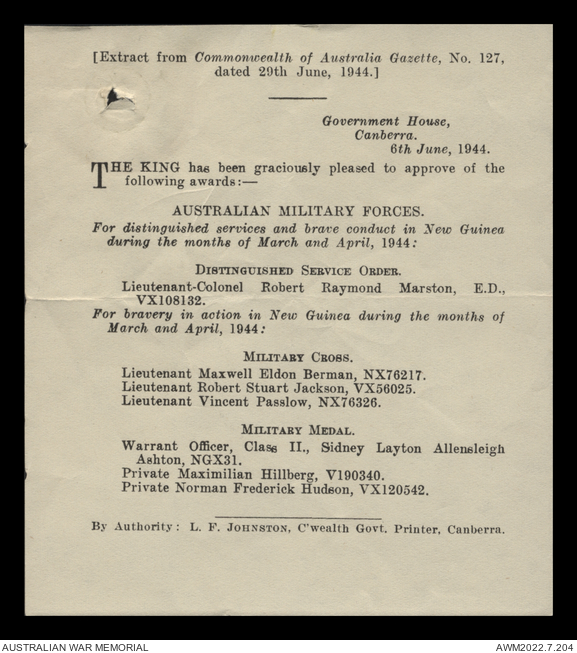 [Extract from Commonwealth of Australia Gazette, No. 127,
dated 29th June, 1944.]
Government House,
Canberra.
6th June, 1944.
THE KING has been graciously pleased to approve of the
following awards:—
AUSTRALIAN MILITARY FORCES.
For distinguished services and brave conduct in New Guinea
during the months of March and April, 1944:
DISTINGUISHED SERVICE ORDER.
Lieutenant-Colonel Robert Raymond Marston, E.D.,
VX108132.
For bravery in action in New Guinea during the months of
March and April, 1944:
MILITARY CROSS.
Lieutenant Maxwell Eldon Berman, NX76217.
Lieutenant Robert Stuart Jackson, VX56025.
Lieutenant Vincent Passlow, NX76326.
MILITARY MEDAL.
Warrant Officer, Class II., Sidney Layton Allensleigh
Ashton, NGX31.
Private Maximilian Hillberg, V190340.
Private Norman Frederick Hudson, VX120542.
By Authority: L. F. JOHNSTON, C'wealth Govt. Printer, Canberra.
AUSTRALIAN WAR MEMORIAL
AWM2022.7.204